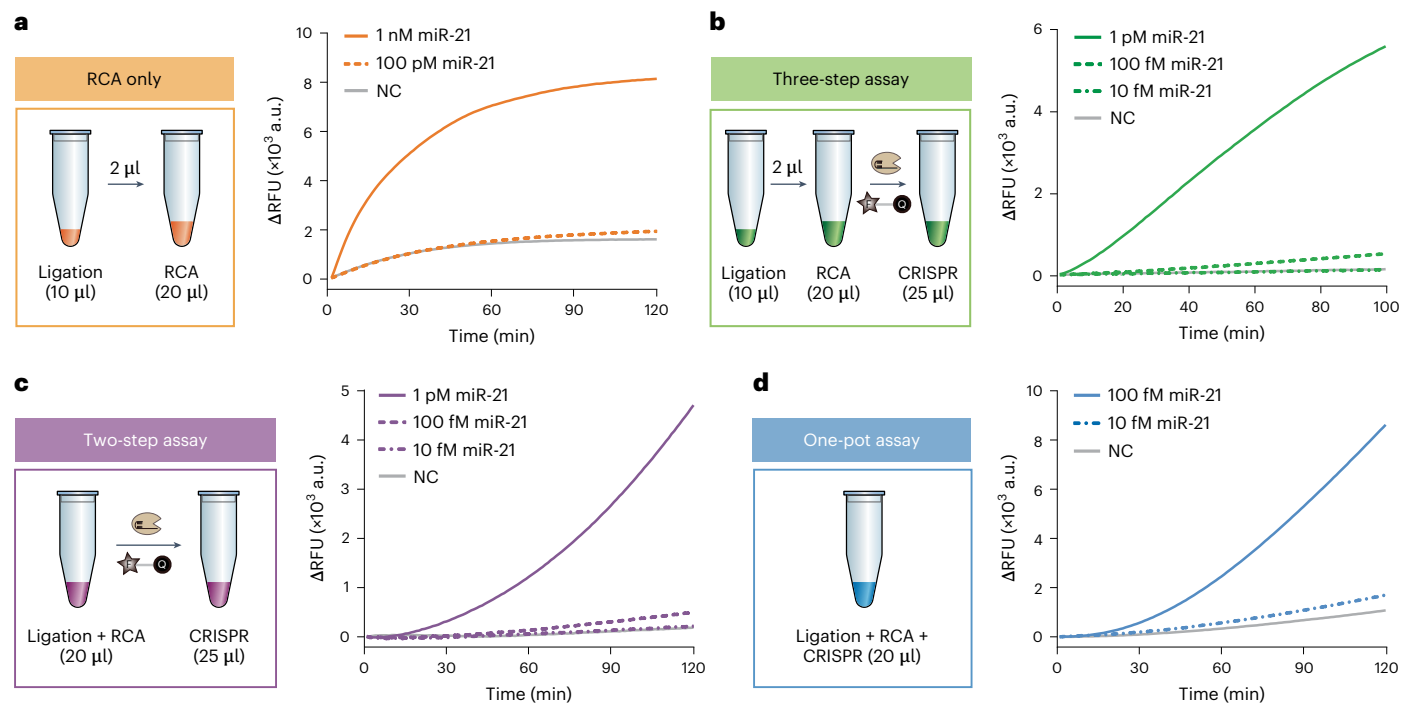 a
RCA only
2 µl
Ligation
(10 µl)
RCA
(20 µl)
ΔRFU (×10³ a.u.)
10
8
6
4
2
0
1 nM miR-21
100 pM miR-21
NC
0
30
60
90
120
Time (min)
b
Three-step assay
2 µl
F
Q
Ligation
(10 µl)
RCA
(20 µl)
CRISPR
(25 µl)
ΔRFU (×10³ a.u.)
6
4
2
0
1 pM miR-21
100 fM miR-21
10 fM miR-21
NC
0
20
40
60
80
100
Time (min)
c
Two-step assay
F
Q
Ligation + RCA
(20 µl)
CRISPR
(25 µl)
ΔRFU (×10³ a.u.)
5
4
3
2
1
0
1 pM miR-21
100 fM miR-21
10 fM miR-21
NC
0
30
60
90
120
Time (min)
d
One-pot assay
Ligation + RCA +
CRISPR (20 µl)
ΔRFU (×10³ a.u.)
10
8
6
4
2
0
100 fM miR-21
10 fM miR-21
NC
0
30
60
90
120
Time (min)